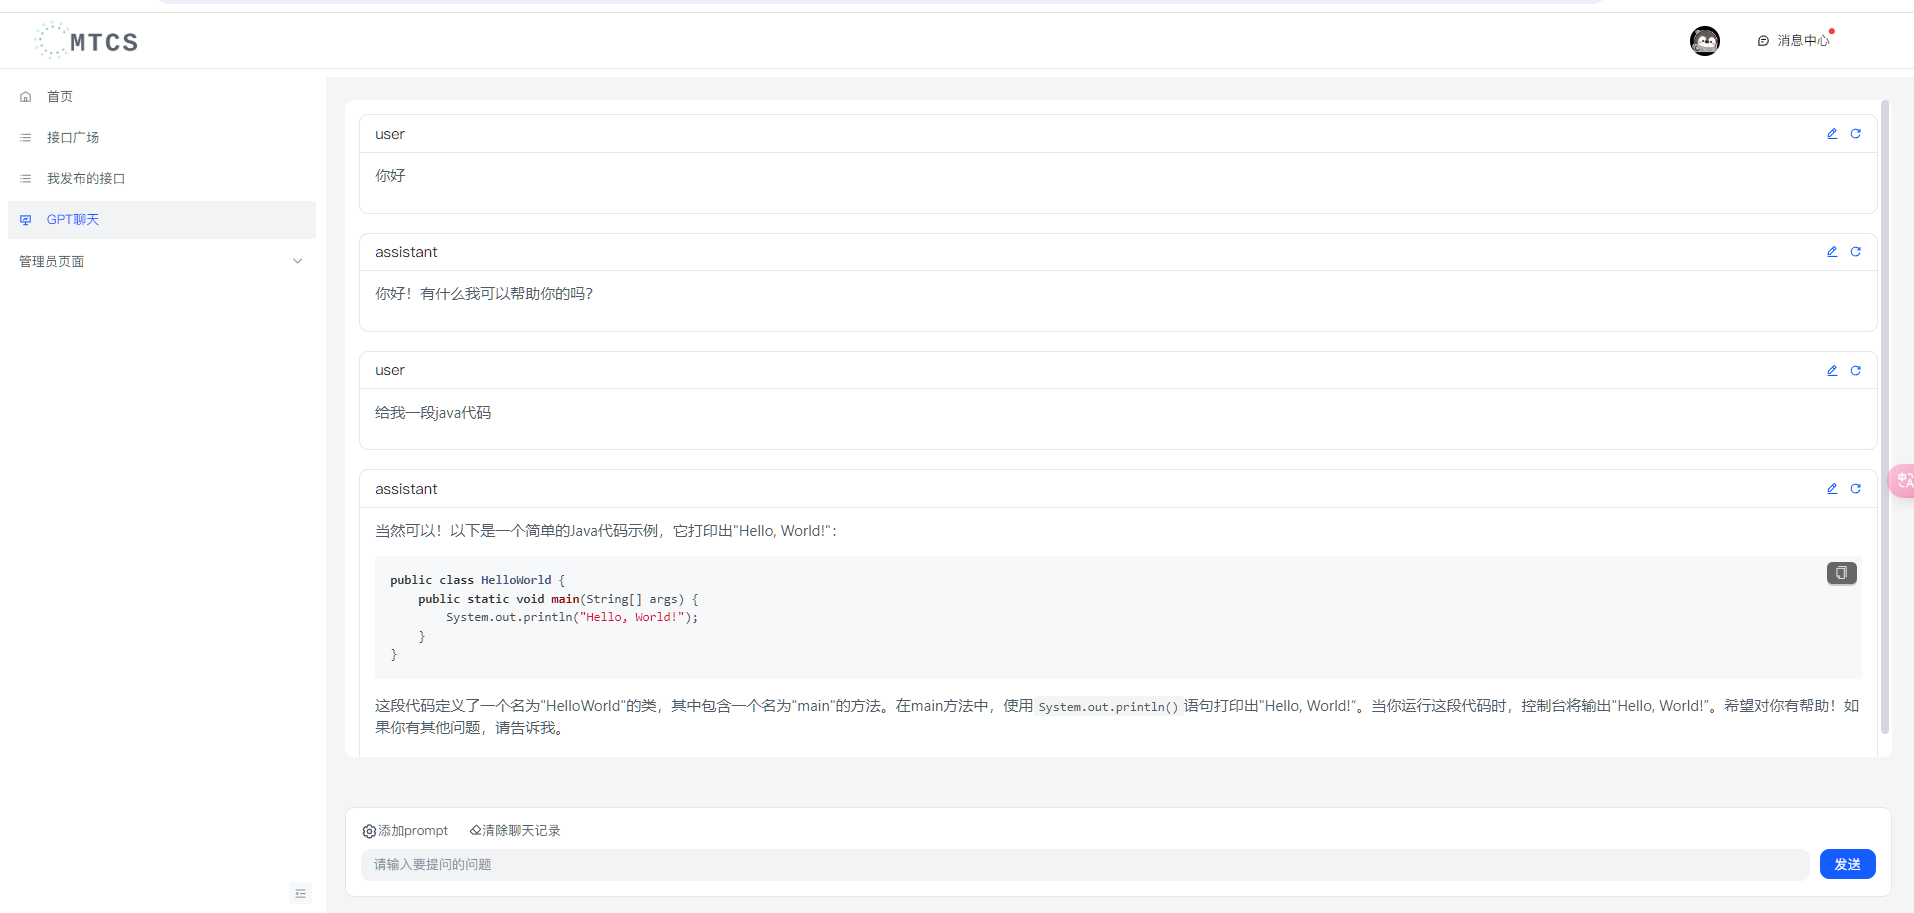 MTCS
消息中心
首页
接口广场
我发布的接口
GPT聊天
管理员页面
user
你好
assistant
你好！有什么我可以帮助你的吗？
user
给我一段java代码
assistant
当然可以！以下是一个简单的Java代码示例，它打印出"Hello, World!"：
public class HelloWorld {
    public static void main(String[] args) {
        System.out.println("Hello, World!");
    }
}
这段代码定义了一个名为"HelloWorld"的类，其中包含一个名为"main"的方法。在main方法中，使用 System.out.println() 语句打印出"Hello, World!"。当你运行这段代码时，控制台将输出"Hello, World!"。希望对你有帮助！如
果你有其他问题，请告诉我。
添加prompt 清除聊天记录
请输入要提问的问题
发送